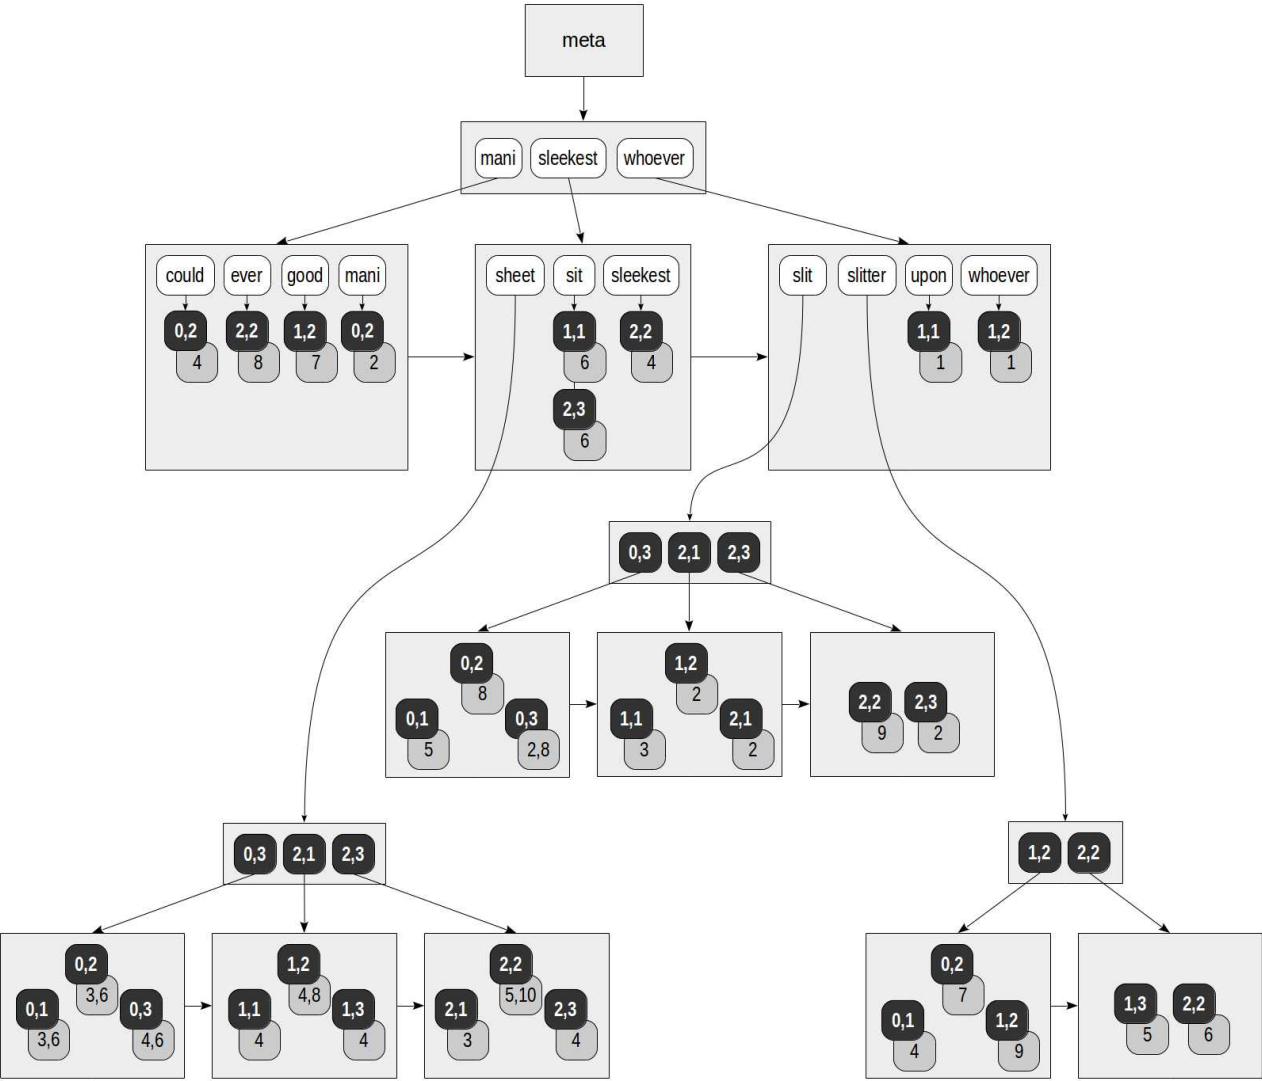 meta
mani sleekest whoever
could ever good mani sheet sit sleekest slit slitter upon whoever
0,2 2,2 1,2 0,2 1,1 2,2 1,1 1,2
4 8 7 2 6 4 1 1
2,3
6
0,3 2,1 2,3
0,2 1,2
8 2
2,2 2,3
0,1 0,3 1,1 2,1
9 2
5 2,8 3 2
0,3 2,1 2,3 1,2 2,2
0,2 1,2 2,2 0,2
3,6 4,8 5,10 7
1,3 2,2
0,1 0,3 1,1 1,3 2,1 2,3 0,1 1,2
5 6
3,6 4,6 4 4 3 4 4 9